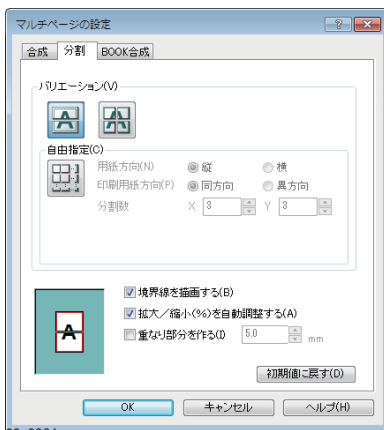 マルチページの設定
合成 分割 BOOK合成
バリエーション(V)
A A
自由指定(C)
用紙方向(N) 縦 横
印刷用紙方向(P) 同方向 異方向
分割数 X 3 Y 3
境界線を描画する(B)
拡大／縮小(%)を自動調整する(A)
重なり部分を作る(I) 5.0 mm
A
初期値に戻す(D)
OK キャンセル ヘルプ(H)